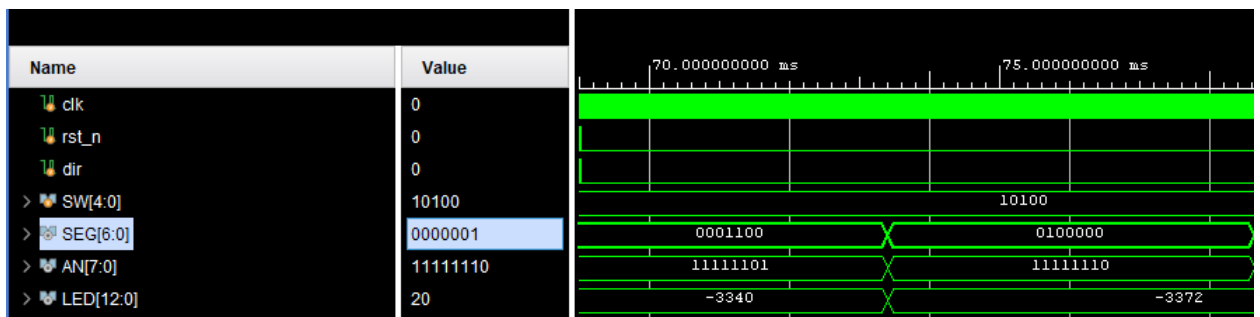 Name Value 70.000000000 ms 75.000000000 ms
clk 0
rst_n 0
dir 0
SW[4:0] 10100 10100
SEG[6:0] 0000001 0001100 0100000
AN[7:0] 11111110 11111101 11111110
LED[12:0] 20 -3340 -3372